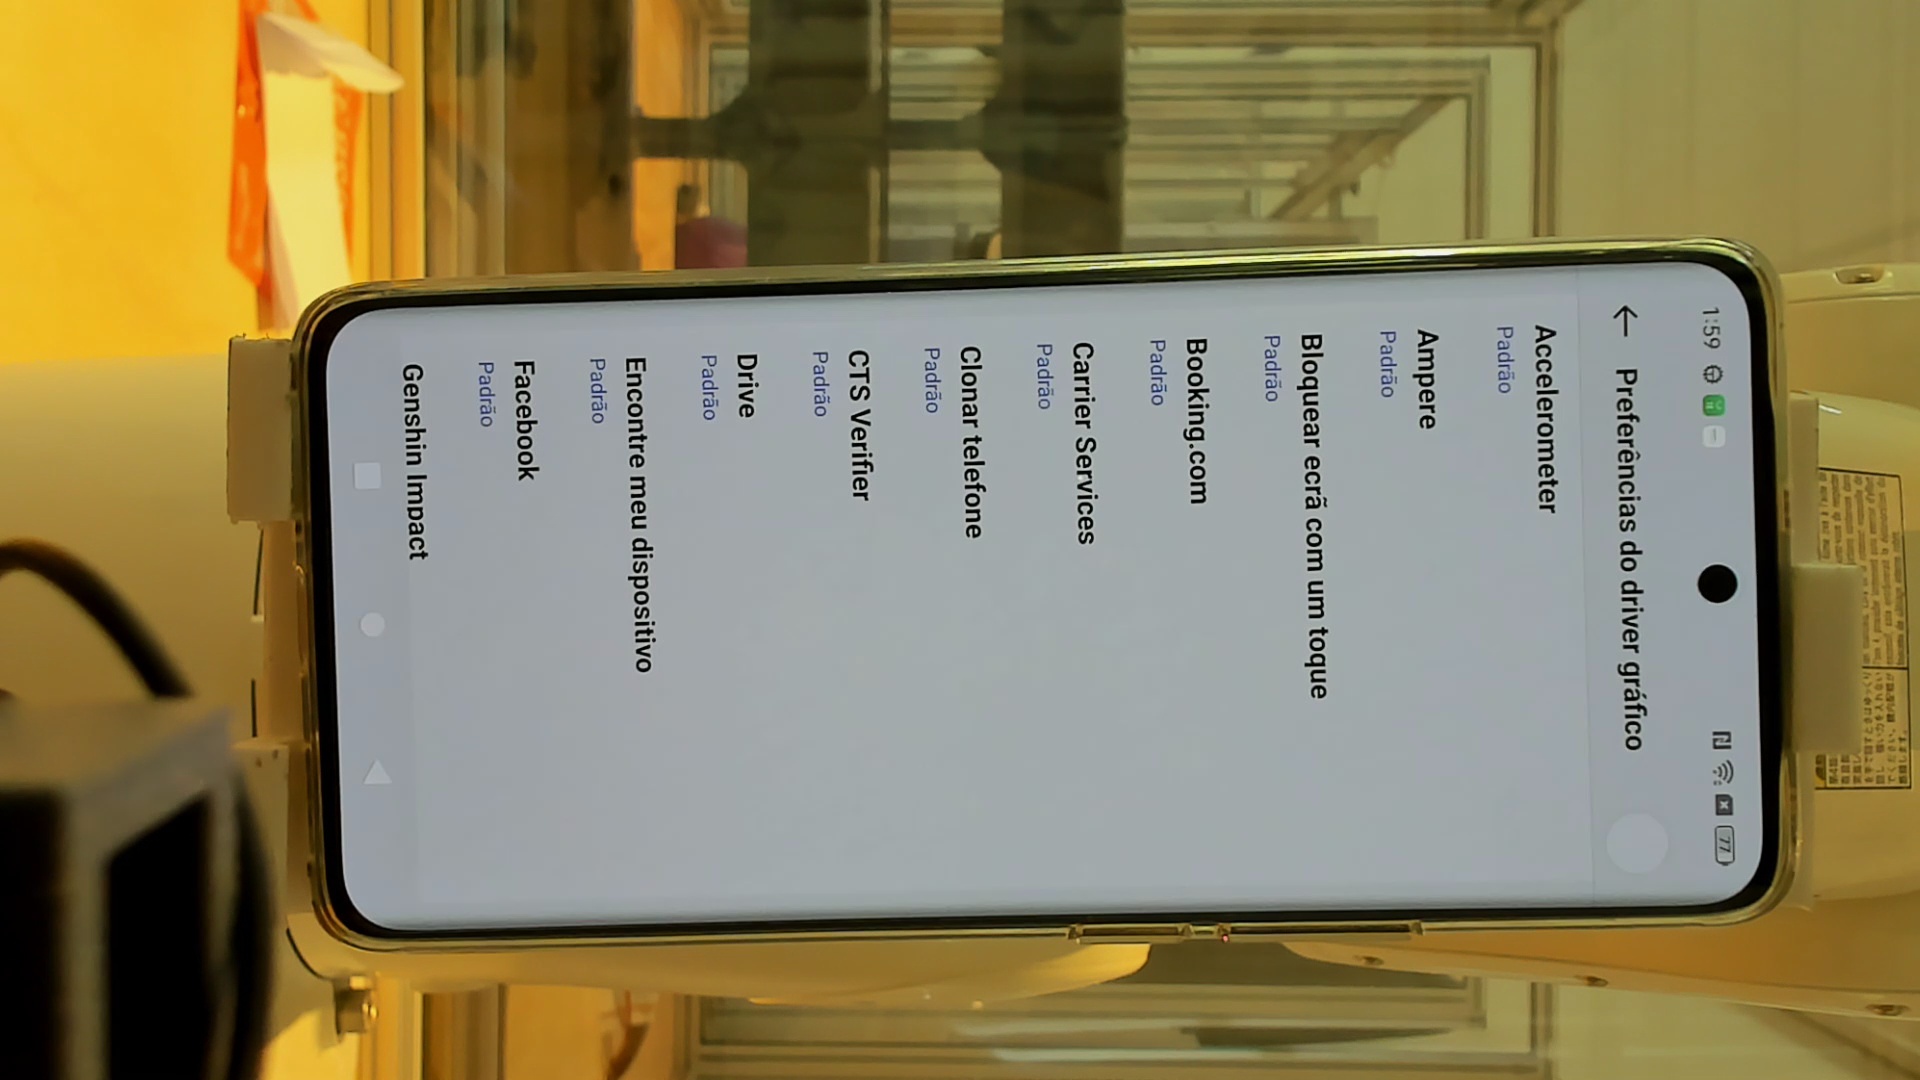 1:59
77
Preferências do driver gráfico
Accelerometer
Padrão
Ampere
Padrão
Bloquear ecrã com um toque
Padrão
Booking.com
Padrão
Carrier Services
Padrão
Clonar telefone
Padrão
CTS Verifier
Padrão
Drive
Padrão
Encontre meu dispositivo
Padrão
Facebook
Padrão
Genshin Impact